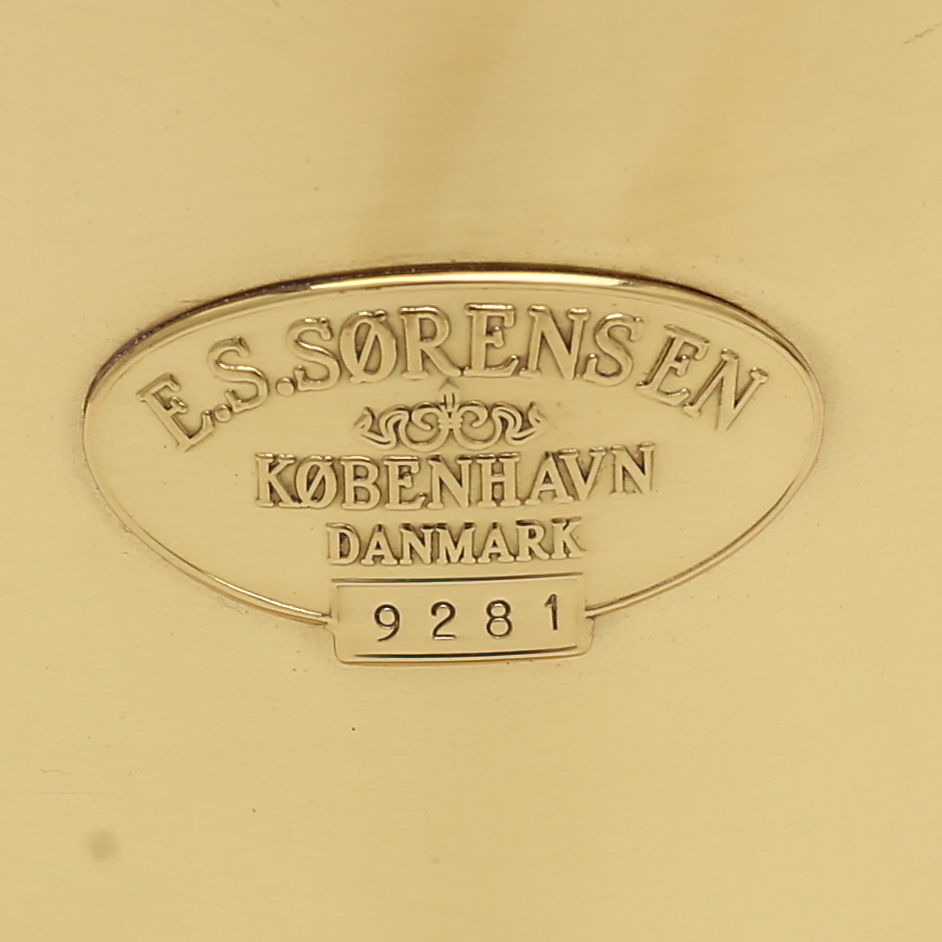 E.S.SØRENSEN
KØBENHAVN
DANMARK
9281